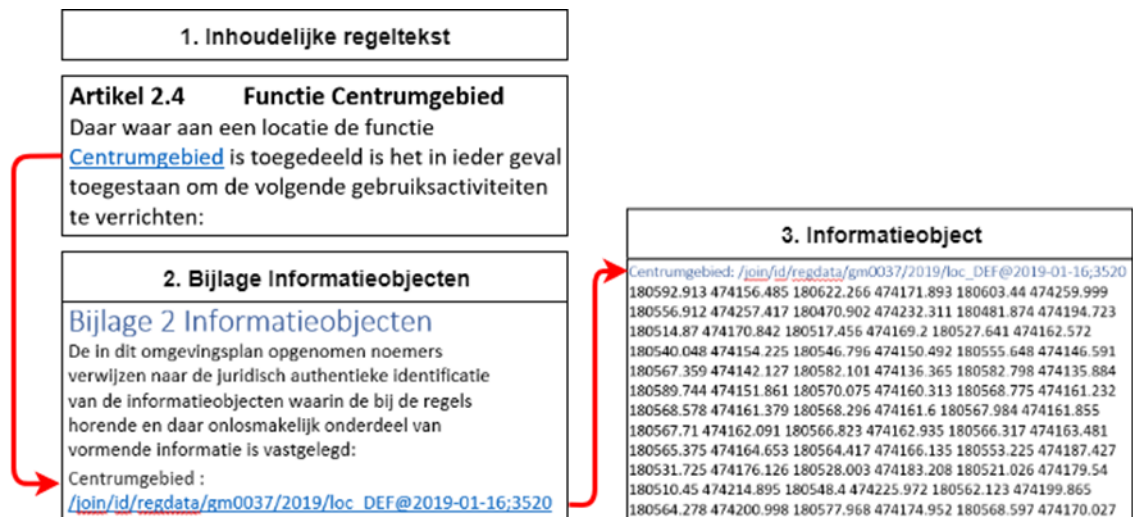 1. Inhoudelijke regeltekst
Artikel 2.4 Functie Centrumgebied
Daar waar aan een locatie de functie
Centrumgebied is toegedeeld is het in ieder geval
toegestaan om de volgende gebruiksactiviteiten
te verrichten:
2. Bijlage Informatieobjecten
Bijlage 2 Informatieobjecten
De in dit omgevingsplan opgenomen noemers
verwijzen naar de juridisch authentieke identificatie
van de informatieobjecten waarin de bij de regels
horende en daar onlosmakelijk onderdeel van
vormende informatie is vastgelegd:
Centrumgebied :
/join/id/regdata/gm0037/2019/loc_DEF@2019-01-16;3520
3. Informatieobject
Centrumgebied: /join/id/regdata/gm0037/2019/loc_DEF@2019-01-16;3520
180592.913 474156.485 180622.266 474171.893 180603.44 474259.999
180556.912 474257.417 180470.902 474232.311 180481.874 474194.723
180514.87 474170.842 180517.456 474169.2 180527.641 474162.572
180540.048 474154.225 180546.796 474150.492 180555.648 474146.591
180567.359 474142.127 180582.101 474136.365 180582.798 474135.884
180589.744 474151.861 180570.075 474160.313 180568.775 474161.232
180568.578 474161.379 180568.296 474161.6 180567.984 474161.855
180567.71 474162.091 180566.823 474162.935 180566.317 474163.481
180565.375 474164.653 180564.417 474166.135 180553.225 474187.427
180531.725 474176.126 180528.003 474183.208 180521.026 474179.54
180510.45 474214.895 180548.4 474225.972 180562.123 474199.865
180564.278 474200.998 180577.968 474174.952 180568.597 474170.027